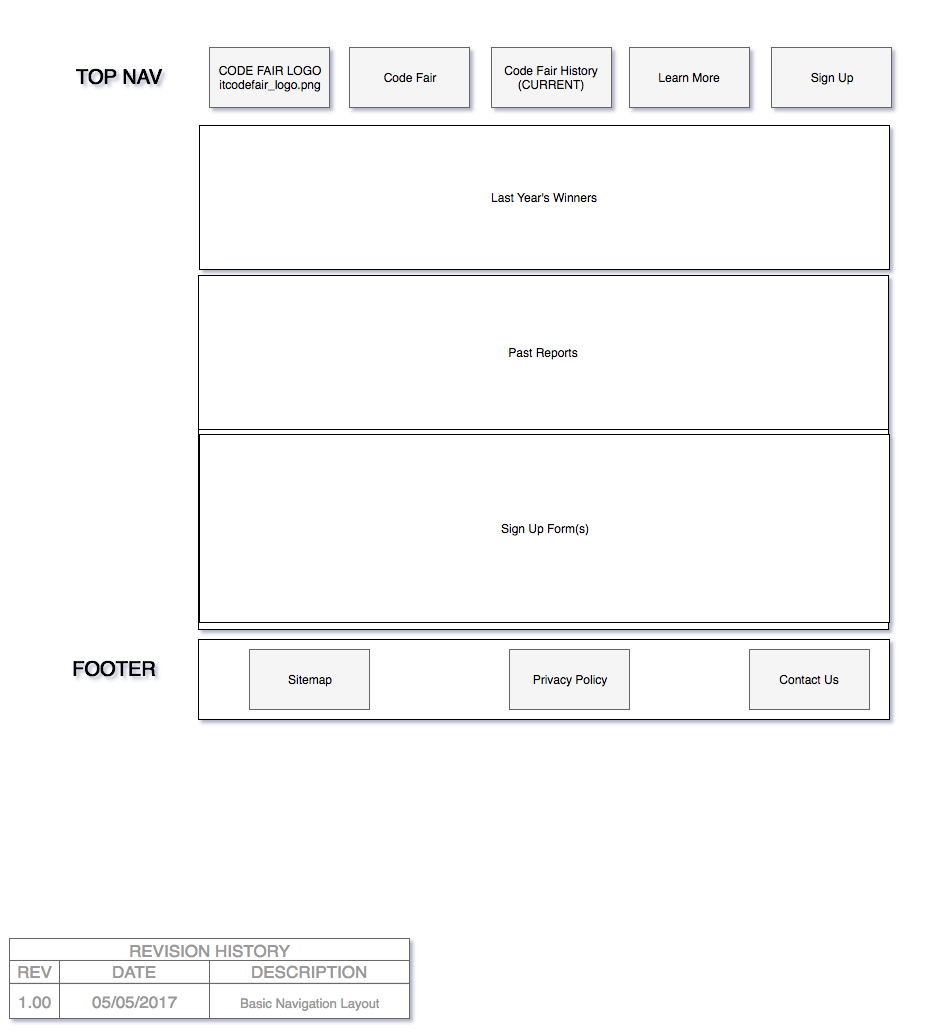 TOP NAV
CODE FAIR LOGO
itcodefair_logo.png
Code Fair
Code Fair History
(CURRENT)
Learn More
Sign Up
Last Year's Winners
Past Reports
Sign Up Form(s)
FOOTER
Sitemap
Privacy Policy
Contact Us
REVISION HISTORY
REV DATE DESCRIPTION
1.00 05/05/2017 Basic Navigation Layout